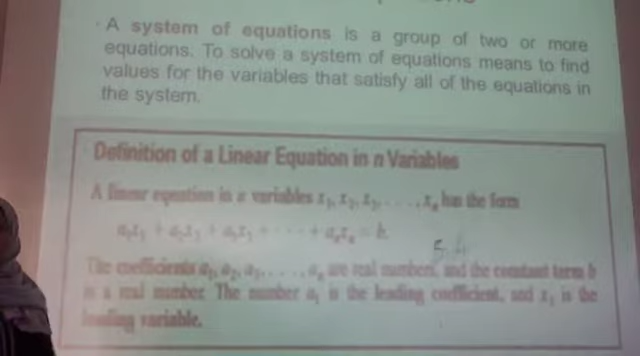 A system of equations is a group of two or more
equations. To solve a system of equations means to find
values for the variables that satisfy all of the equations in
the system.
Definition of a Linear Equation in n Variables
A linear equation in n variables x₁, x₂, x₃, . . . , xₙ has the form
a₁x₁ + a₂x₂ + a₃x₃ + · · · + aₙxₙ = b.
The coefficients a₁, a₂, a₃, . . . , aₙ are real numbers, and the constant term b
is a real number. The number a₁ is the leading coefficient, and x₁ is the
leading variable.